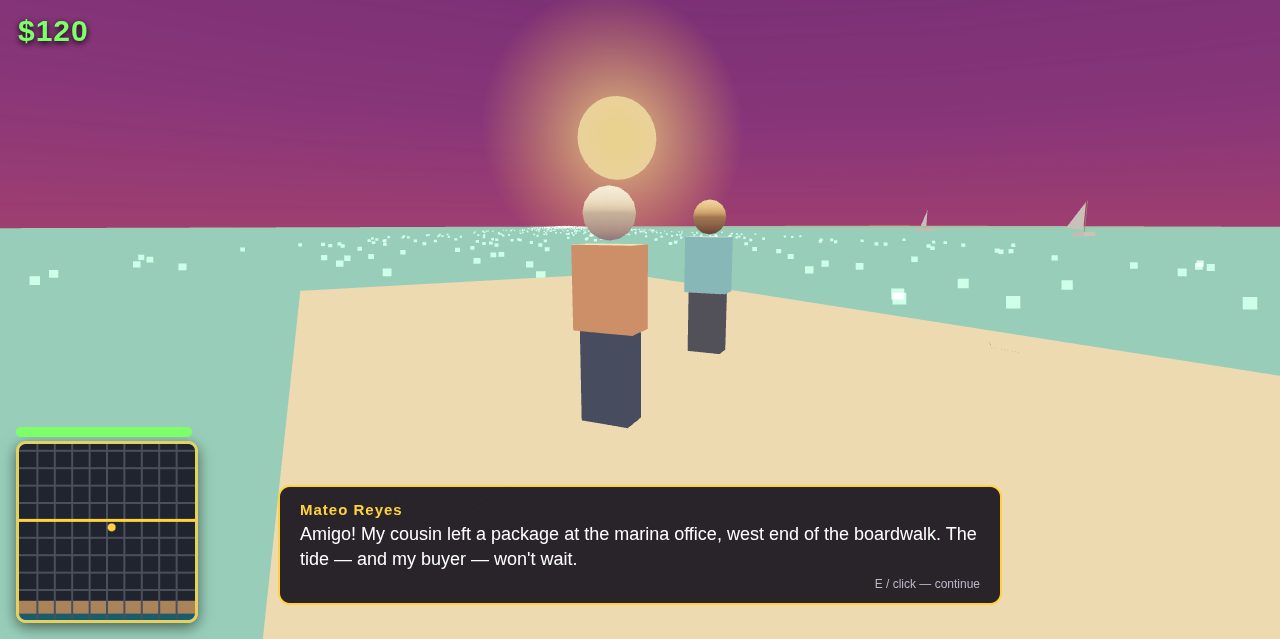 $120
Mateo Reyes
Amigo! My cousin left a package at the marina office, west end of the boardwalk. The
tide — and my buyer — won't wait.
E / click — continue